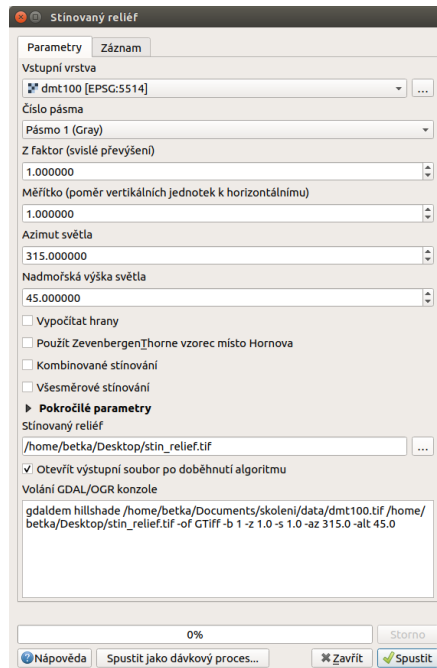 Stínovaný reliéf
Parametry
Záznam
Vstupní vrstva
dmt100 [EPSG:5514]
...
Číslo pásma
Pásmo 1 (Gray)
Z faktor (svislé převýšení)
1.000000
Měřítko (poměr vertikálních jednotek k horizontálnímu)
1.000000
Azimut světla
315.000000
Nadmořská výška světla
45.000000
Vypočítat hrany
Použít ZevenbergenThorne vzorec místo Hornova
Kombinované stínování
Všesměrové stínování
Pokročilé parametry
Stínovaný reliéf
/home/betka/Desktop/stin_relief.tif
...
Otevřít výstupní soubor po doběhnutí algoritmu
Volání GDAL/OGR konzole
gdaldem hillshade /home/betka/Documents/skoleni/data/dmt100.tif /home/
betka/Desktop/stin_relief.tif -of GTiff -b 1 -z 1.0 -s 1.0 -az 315.0 -alt 45.0
0%
Storno
Nápověda
Spustit jako dávkový proces...
Zavřít
Spustit